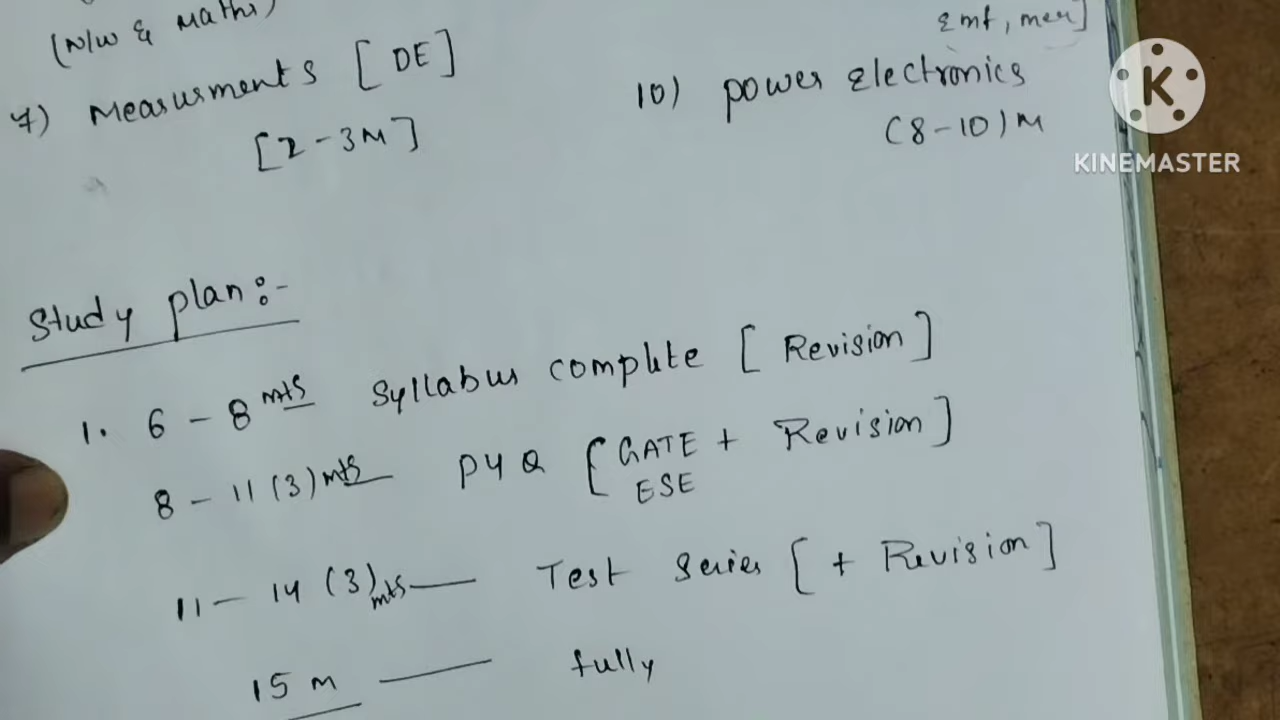 (N/W & Maths)
7) Measurments [DE]
[2-3M]
Emf, mer]
10) power Electronics
(8-10)M
KINEMASTER
Study plan:-
1. 6 - 8 mts Syllabus complete [Revision]
8 - 11 (3) mts — PYQ [GATE + Revision]
ESE
11 - 14 (3) mts — Test Series [+ Revision]
15 m — fully